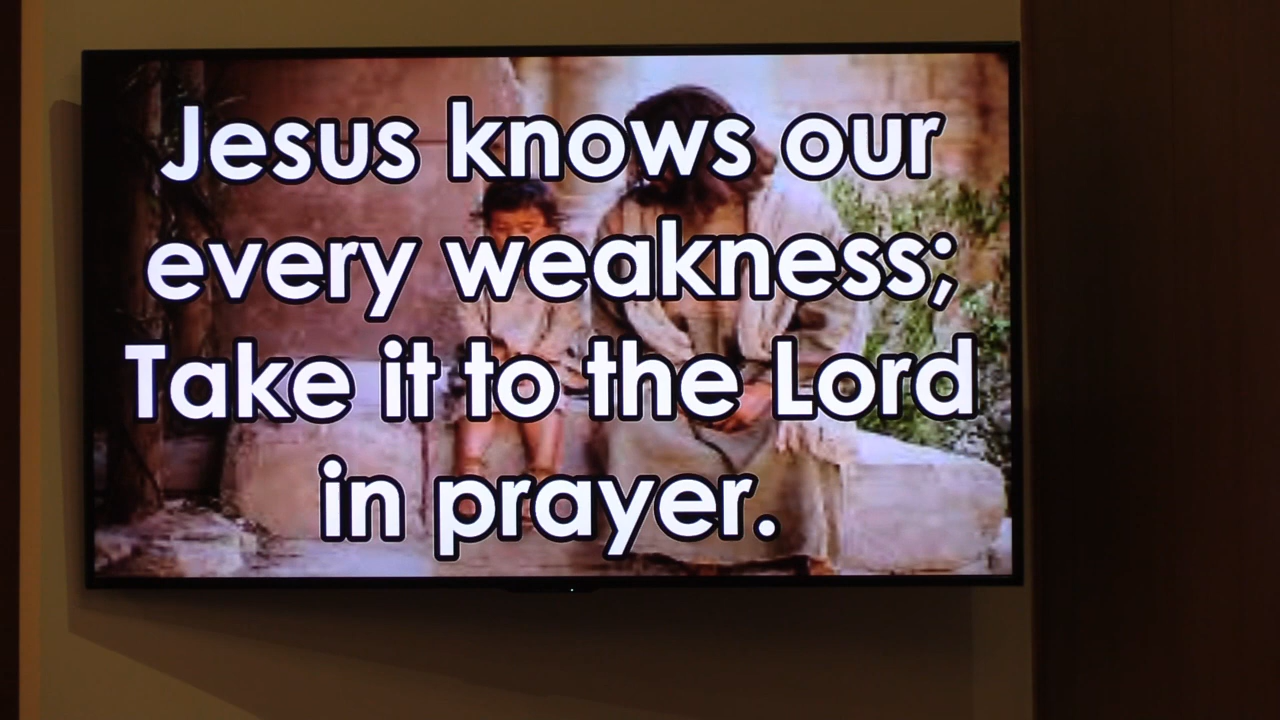 Jesus knows our
every weakness;
Take it to the Lord
in prayer.